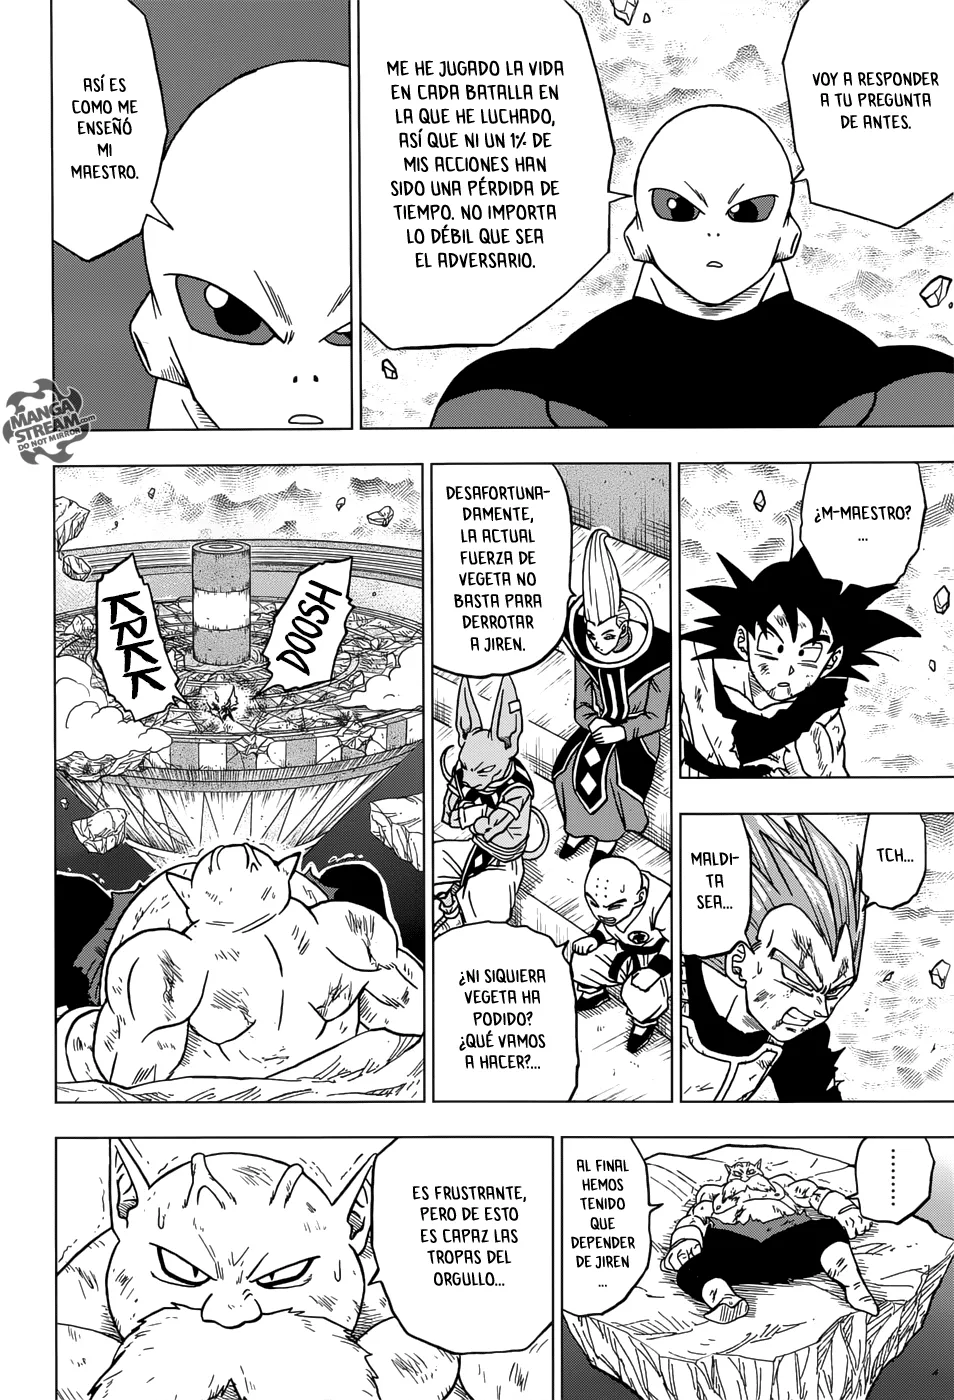 VOY A RESPONDER
A TU PREGUNTA
DE ANTES.
ME HE JUGADO LA VIDA
EN CADA BATALLA EN
LA QUE HE LUCHADO,
ASÍ QUE NI UN 1% DE
MIS ACCIONES HAN
SIDO UNA PÉRDIDA DE
TIEMPO. NO IMPORTA
LO DÉBIL QUE SEA
EL ADVERSARIO.
ASÍ ES
COMO ME
ENSEÑÓ
MI
MAESTRO.
MANGA
STREAM.com
DO NOT MIRROR
¿M-MAESTRO?
...
TCH...
MALDI-
TA
SEA...
DESAFORTUNA-
DAMENTE,
LA ACTUAL
FUERZA DE
VEGETA NO
BASTA PARA
DERROTAR
A JIREN.
¿NI SIQUIERA
VEGETA HA
PODIDO?
¿QUÉ VAMOS
A HACER?...
DOOSH
KRKK
.........
AL FINAL
HEMOS
TENIDO
QUE
DEPENDER
DE JIREN
...
ES FRUSTRANTE,
PERO DE ESTO
ES CAPAZ LAS
TROPAS DEL
ORGULLO...